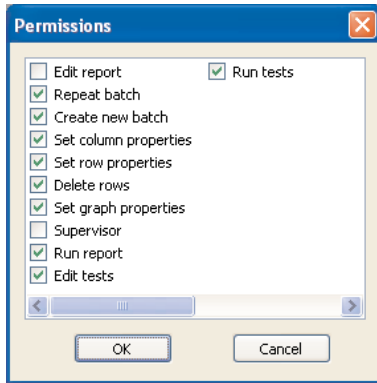 Permissions
Edit report
Run tests
Repeat batch
Create new batch
Set column properties
Set row properties
Delete rows
Set graph properties
Supervisor
Run report
Edit tests
OK
Cancel